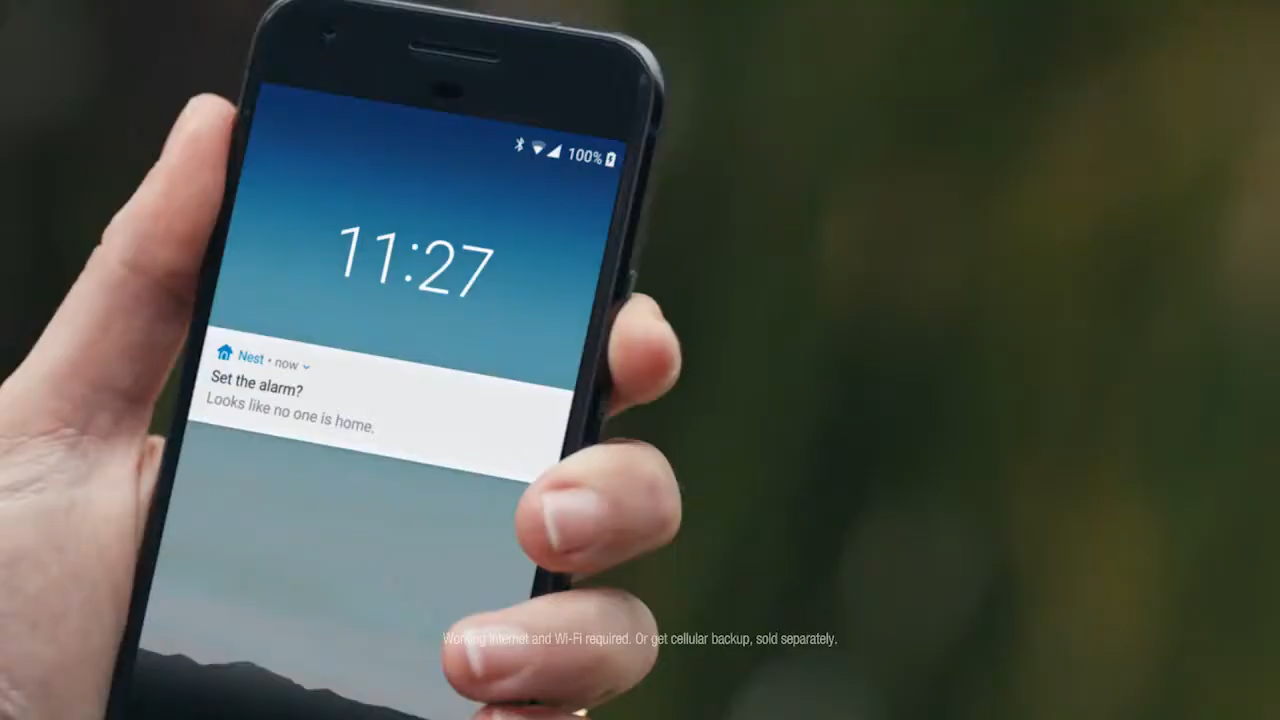 100%
11:27
Nest • now
Set the alarm?
Looks like no one is home.
Working internet and Wi-Fi required. Or get cellular backup, sold separately.